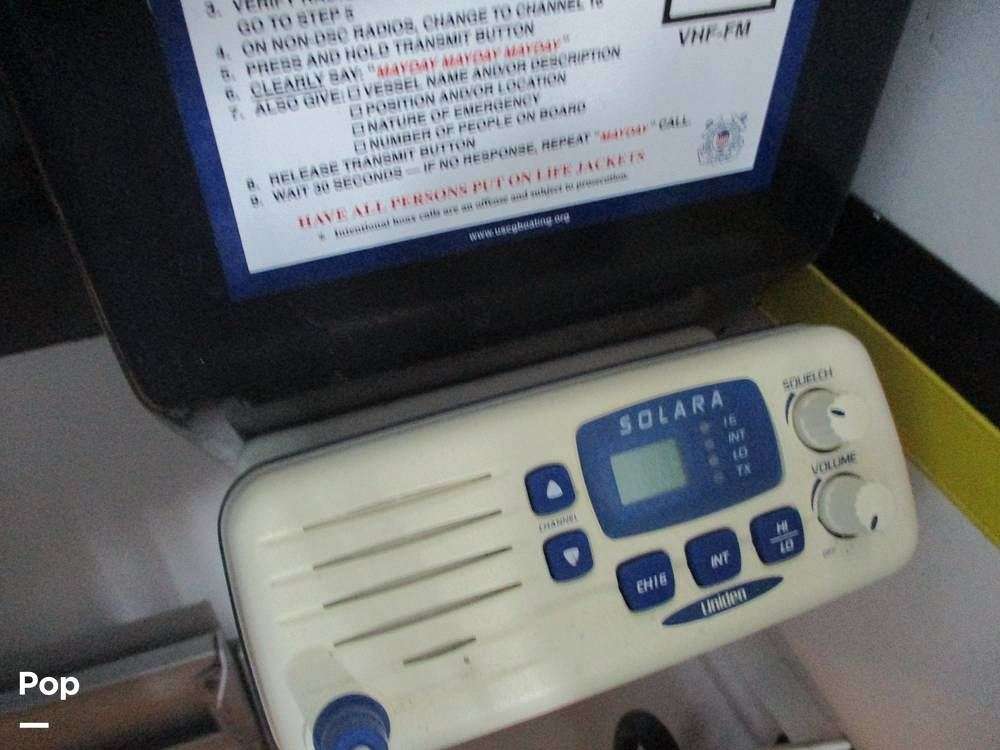 3. VERIFY
GO TO STEP 5
4. ON NON-DSC RADIOS, CHANGE TO CHANNEL 16
5. PRESS AND HOLD TRANSMIT BUTTON
6. CLEARLY SAY: "MAYDAY MAYDAY MAYDAY"
7. ALSO GIVE: ☐ VESSEL NAME AND/OR DESCRIPTION
☐ POSITION AND/OR LOCATION
☐ NATURE OF EMERGENCY
☐ NUMBER OF PEOPLE ON BOARD
8. RELEASE TRANSMIT BUTTON
9. WAIT 30 SECONDS — IF NO RESPONSE, REPEAT "MAYDAY" CALL
HAVE ALL PERSONS PUT ON LIFE JACKETS
* Intentional hoax calls are an offense and subject to prosecution.
www.uscgboating.org
VHF-FM
SOLARA
16
INT
LO
TX
SQUELCH
VOLUME
OFF
CHANNEL
CH16
INT
HI
LO
Uniden
Pop